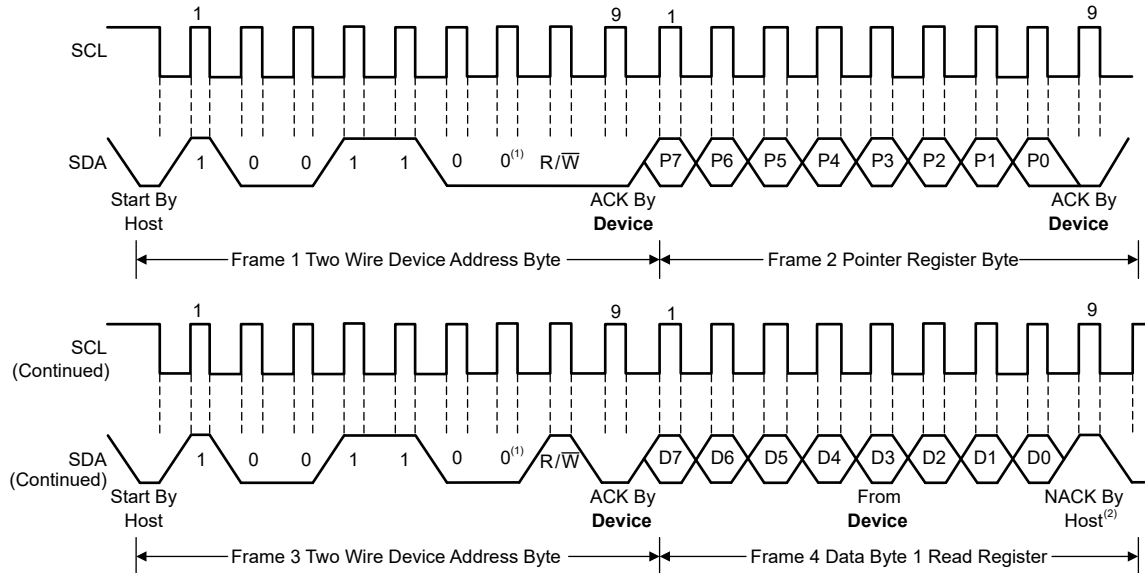 1 9 1 9
SCL
SDA 1 0 0 1 1 0 0(1) R/W P7 P6 P5 P4 P3 P2 P1 P0
Start By ACK By ACK By
Host Device Device
Frame 1 Two Wire Device Address Byte Frame 2 Pointer Register Byte
1 9 1 9
SCL
(Continued)
SDA 1 0 0 1 1 0 0(1) R/W D7 D6 D5 D4 D3 D2 D1 D0
(Continued)
Start By ACK By From NACK By
Host Device Device Host(2)
Frame 3 Two Wire Device Address Byte Frame 4 Data Byte 1 Read Register